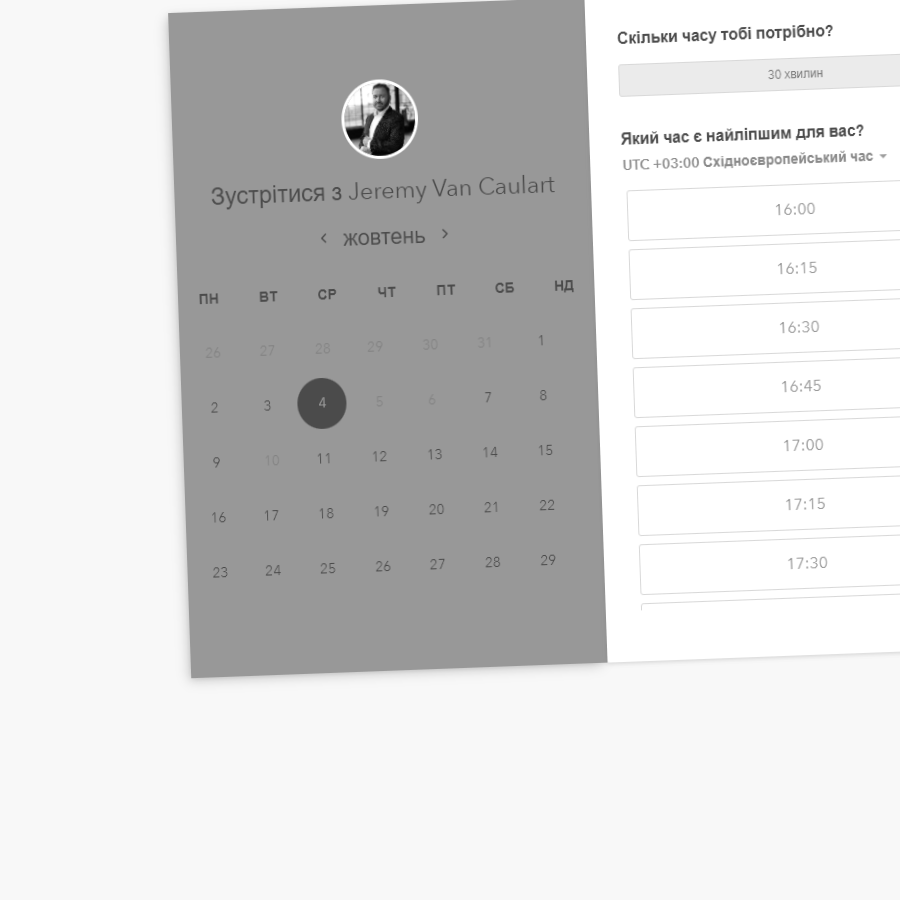 Зустрітися з Jeremy Van Caulart
жовтень
ПН ВТ СР ЧТ ПТ СБ НД
26 27 28 29 30 31 1
2 3 4 5 6 7 8
9 10 11 12 13 14 15
16 17 18 19 20 21 22
23 24 25 26 27 28 29
Скільки часу тобі потрібно?
30 хвилин
Який час є найліпшим для вас?
UTC +03:00 Східноєвропейський час
16:00
16:15
16:30
16:45
17:00
17:15
17:30